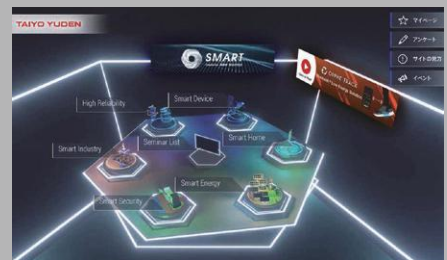 TAIYO YUDEN
マイページ
アンケート
サイトの見方
イベント
SMART
High Reliability
Smart Device
Smart Industry
Seminar List
Smart Home
Smart Security
Smart Energy